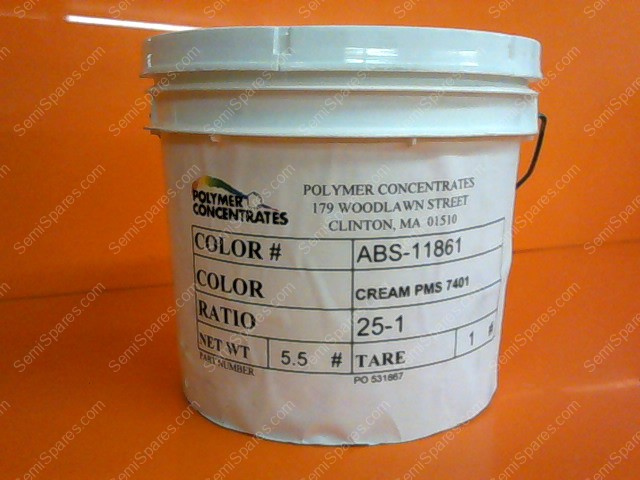 POLYMER
CONCENTRATES
POLYMER CONCENTRATES
179 WOODLAWN STREET
CLINTON, MA 01510
COLOR # ABS-11861
COLOR CREAM PMS 7401
RATIO 25-1
NET WT 5.5 # TARE 1 #
PART NUMBER PO 531667
SemiSpares.com